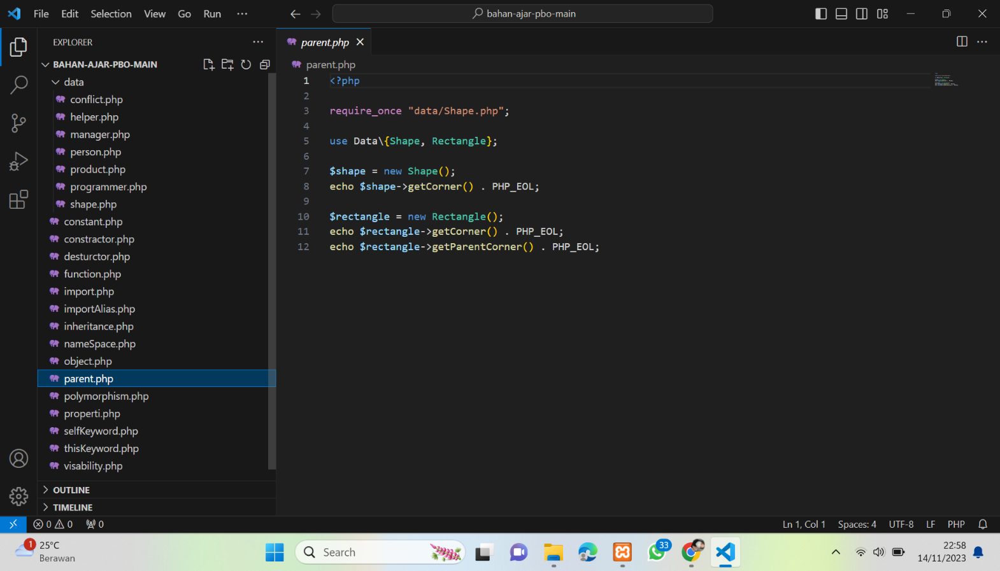 File Edit Selection View Go Run ···
bahan-ajar-pbo-main
EXPLORER
BAHAN-AJAR-PBO-MAIN
data
conflict.php
helper.php
manager.php
person.php
product.php
programmer.php
shape.php
constant.php
constractor.php
desturctor.php
function.php
import.php
importAlias.php
inheritance.php
nameSpace.php
object.php
parent.php
polymorphism.php
properti.php
selfKeyword.php
thisKeyword.php
visability.php
OUTLINE
TIMELINE
parent.php
parent.php
1 <?php
2
3 require_once "data/Shape.php";
4
5 use Data\{Shape, Rectangle};
6
7 $shape = new Shape();
8 echo $shape->getCorner() . PHP_EOL;
9
10 $rectangle = new Rectangle();
11 echo $rectangle->getCorner() . PHP_EOL;
12 echo $rectangle->getParentCorner() . PHP_EOL;
0 0 0
Ln 1, Col 1 Spaces: 4 UTF-8 LF PHP
1
25°C
Berawan
Search
33
22:58
14/11/2023